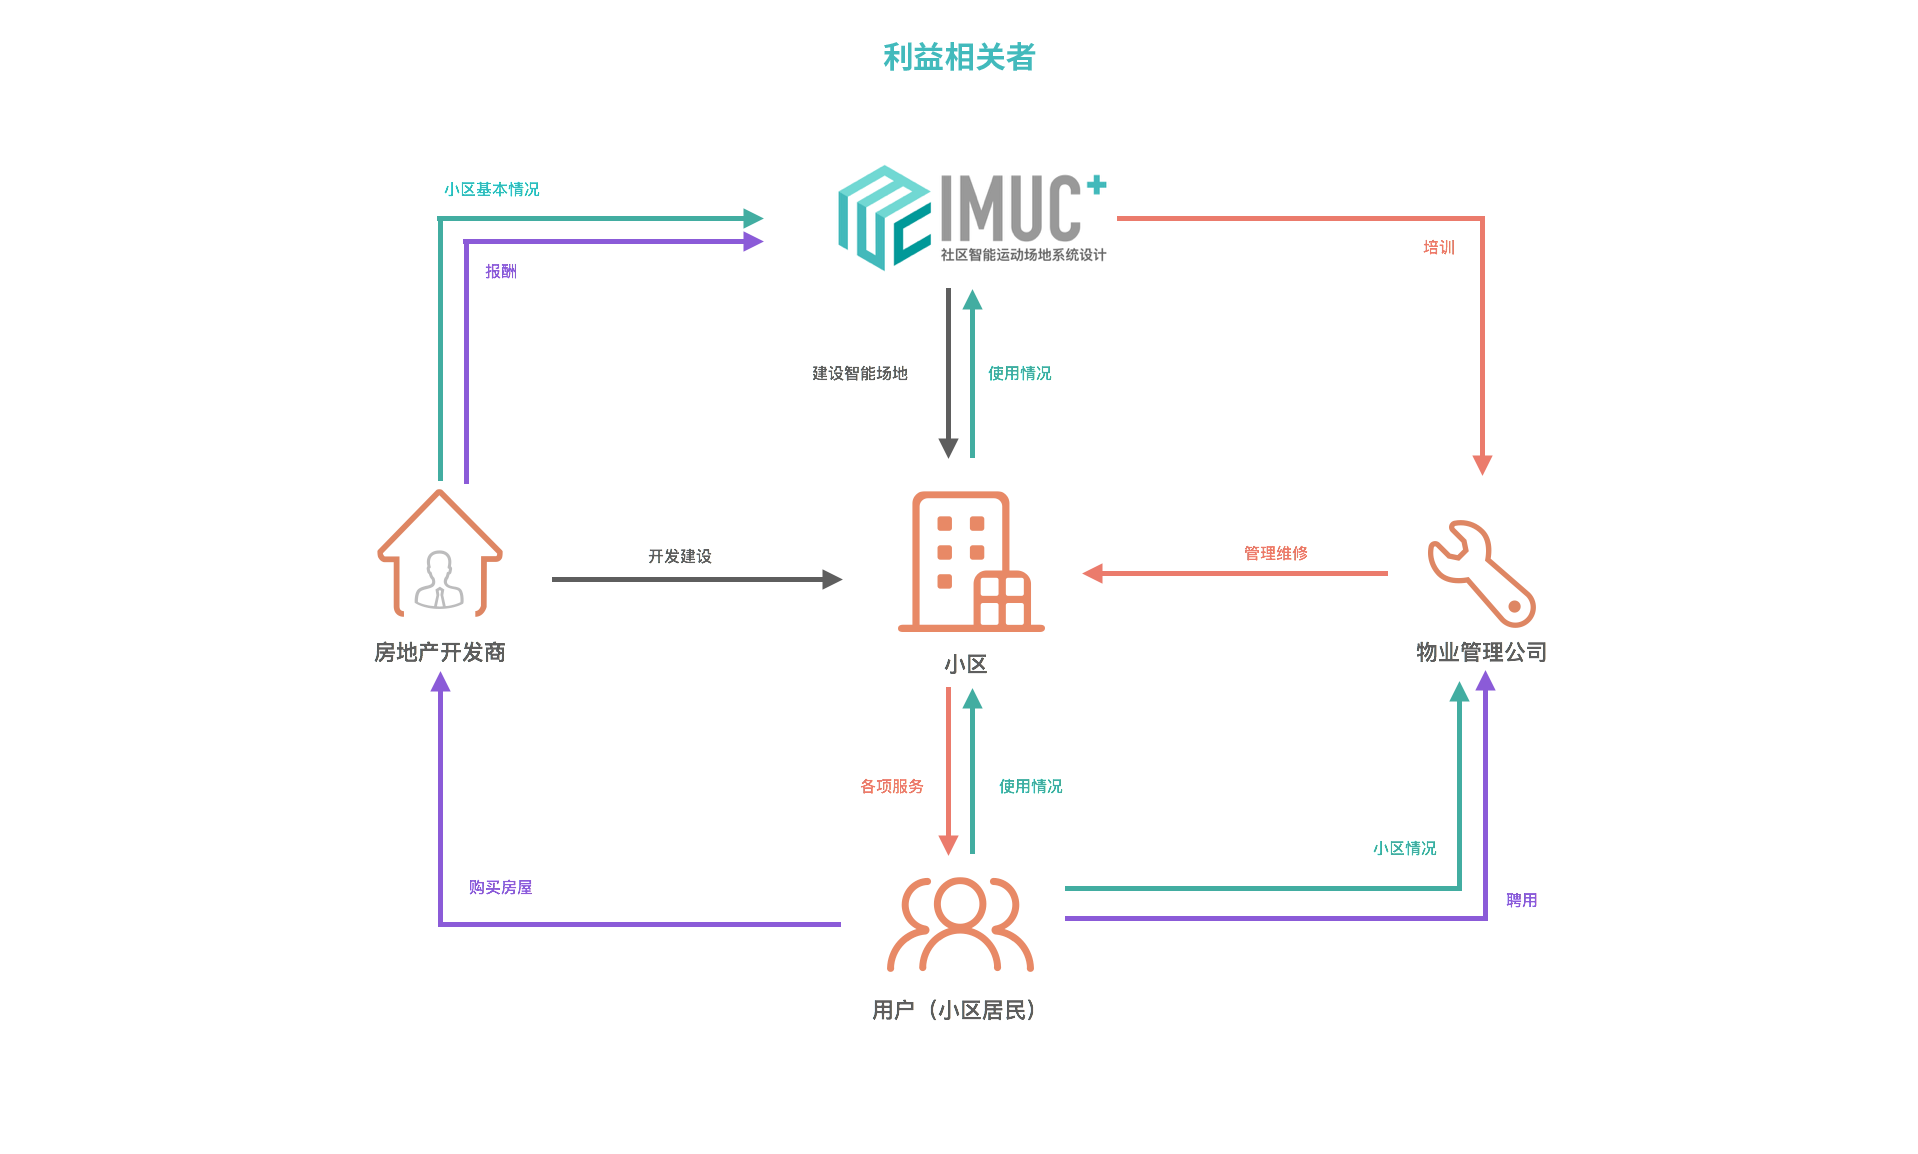 利益相关者
小区基本情况
IMUC+
社区智能运动场地系统设计
培训
报酬
建设智能场地
使用情况
开发建设
管理维修
房地产开发商
小区
物业管理公司
各项服务
使用情况
小区情况
购买房屋
聘用
用户（小区居民）